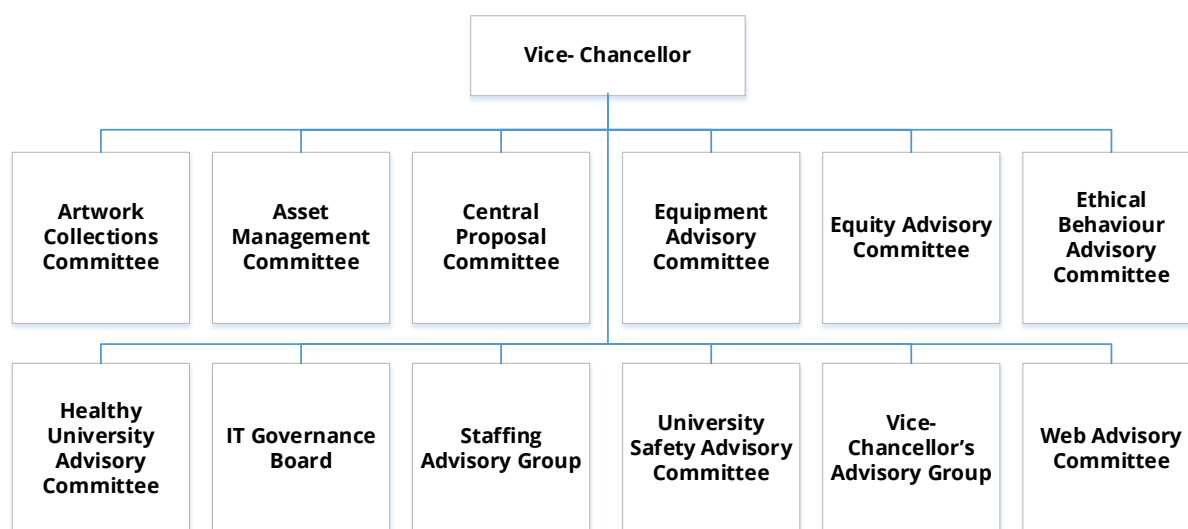 Vice- Chancellor
Artwork
Collections
Committee
Asset
Management
Committee
Central
Proposal
Committee
Equipment
Advisory
Committee
Equity Advisory
Committee
Ethical
Behaviour
Advisory
Committee
Healthy
University
Advisory
Committee
IT Governance
Board
Staffing
Advisory Group
University
Safety Advisory
Committee
Vice-
Chancellor’s
Advisory Group
Web Advisory
Committee